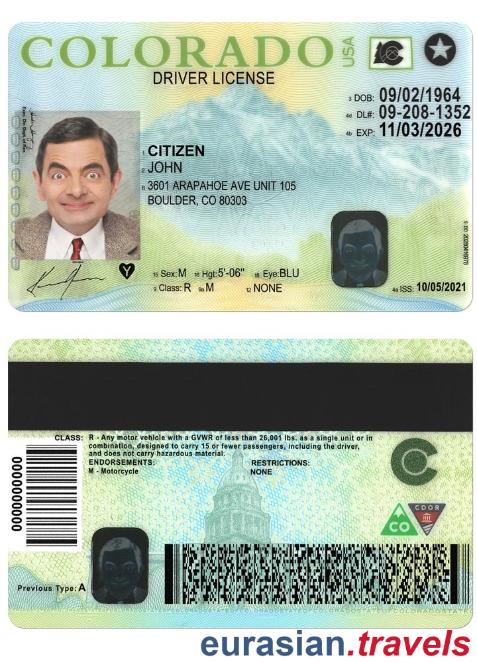 COLORADO USA
DRIVER LICENSE
3 DOB: 09/02/1964
4d DL#: 09-208-1352
4b EXP: 11/03/2026
1 CITIZEN
2 JOHN
8 3601 ARAPAHOE AVE UNIT 105
BOULDER, CO 80303
15 Sex:M 16 Hgt:5'-06" 18 Eye:BLU
9 Class: R 9a M 12 NONE
4a ISS: 10/05/2021
CLASS: R - Any motor vehicle with a GVWR of less than 26,001 lbs. as a single unit or in
combination, designed to carry 15 or fewer passengers, including the driver,
and does not carry hazardous material.
ENDORSEMENTS: RESTRICTIONS:
M - Motorcycle NONE
0000000000
CO
CDOR
Previous Type: A
eurasian.travels